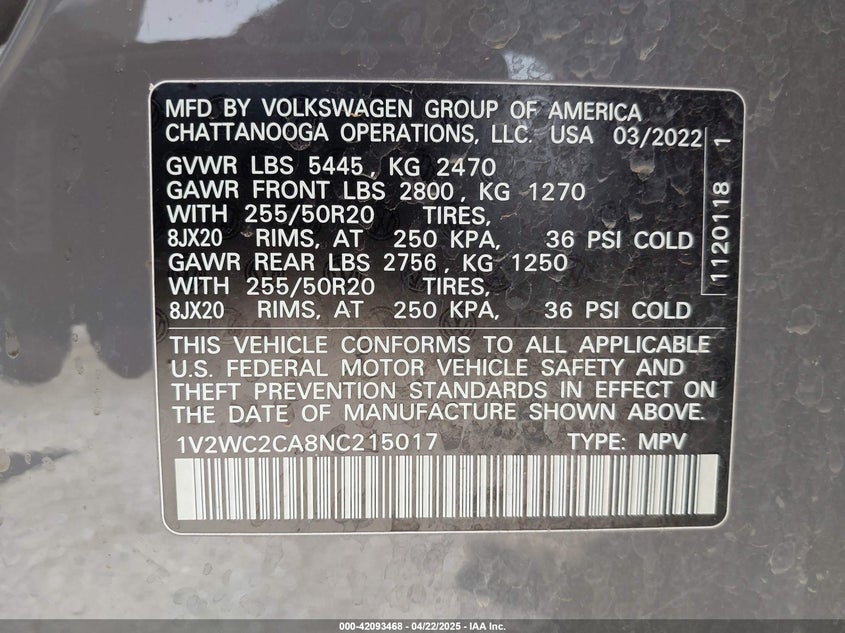 MFD BY VOLKSWAGEN GROUP OF AMERICA
CHATTANOOGA OPERATIONS, LLC. USA 03/2022
GVWR LBS 5445, KG 2470
GAWR FRONT LBS 2800, KG 1270
WITH 255/50R20 TIRES,
8JX20 RIMS, AT 250 KPA, 36 PSI COLD
GAWR REAR LBS 2756, KG 1250
WITH 255/50R20 TIRES,
8JX20 RIMS, AT 250 KPA, 36 PSI COLD
1120118 1
THIS VEHICLE CONFORMS TO ALL APPLICABLE
U.S. FEDERAL MOTOR VEHICLE SAFETY AND
THEFT PREVENTION STANDARDS IN EFFECT ON
THE DATE OF MANUFACTURE SHOWN ABOVE.
1V2WC2CA8NC215017 TYPE: MPV
000-42093468 - 04/22/2025 - IAA Inc.